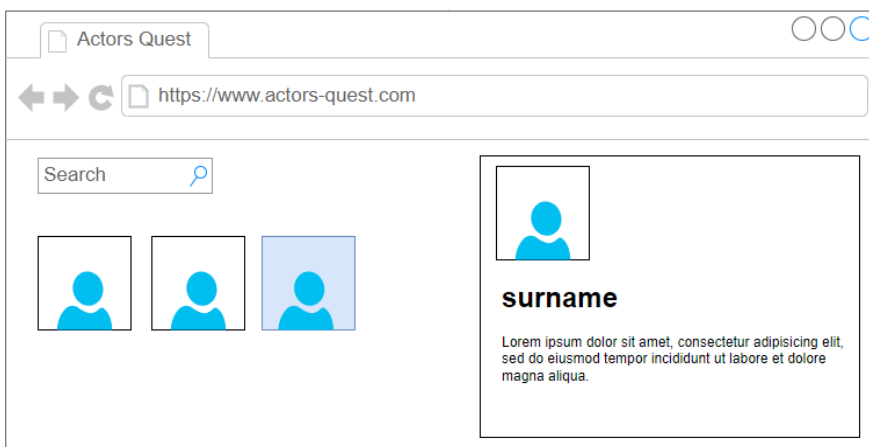 Actors Quest
https://www.actors-quest.com
Search
surname
Lorem ipsum dolor sit amet, consectetur adipisicing elit,
sed do eiusmod tempor incididunt ut labore et dolore
magna aliqua.